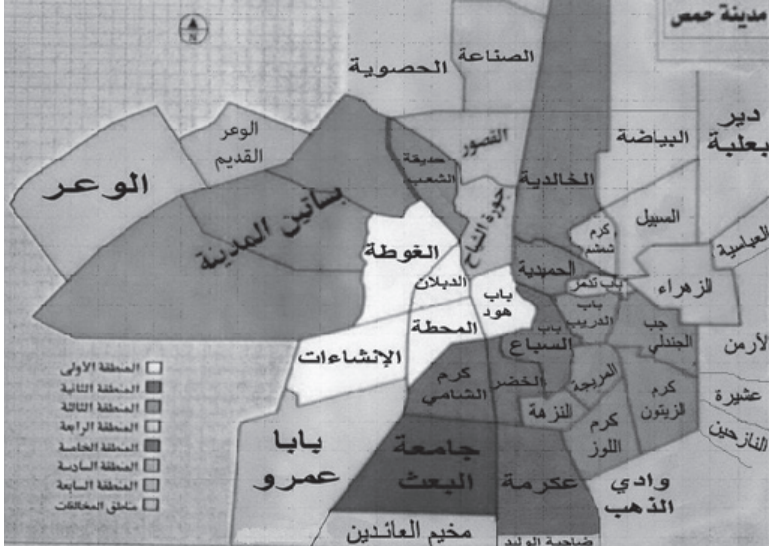 مدينة حمص
N
الصناعة
الحصوية
دير
بعلبة
البياضة
القصور
الوعر
القديم
حديقة
الشعب
الخالدية
الوعر
بساتين المدينة
جورة الشياح
السبيل
كرم
شمشم
العباسية
الغوطة
الحميدية
الزهراء
باب تدمر
الدبلان
باب
هود
باب
الدريب
جب
الجندلي
المحطة
باب
السباع
الأرمن
الإنشاءات
كرم
الشامي
الخضر
المريجة
كرم
الزيتون
عشيرة
النزهة
النازحين
كرم
اللوز
بابا
عمرو
جامعة
البعث
عكرمة
وادي
الذهب
مخيم العائدين
ضاحية الوليد
المنطقة الأولى
المنطقة الثانية
المنطقة الثالثة
المنطقة الرابعة
المنطقة الخامسة
المنطقة السادسة
المنطقة السابعة
مناطق المخالفات